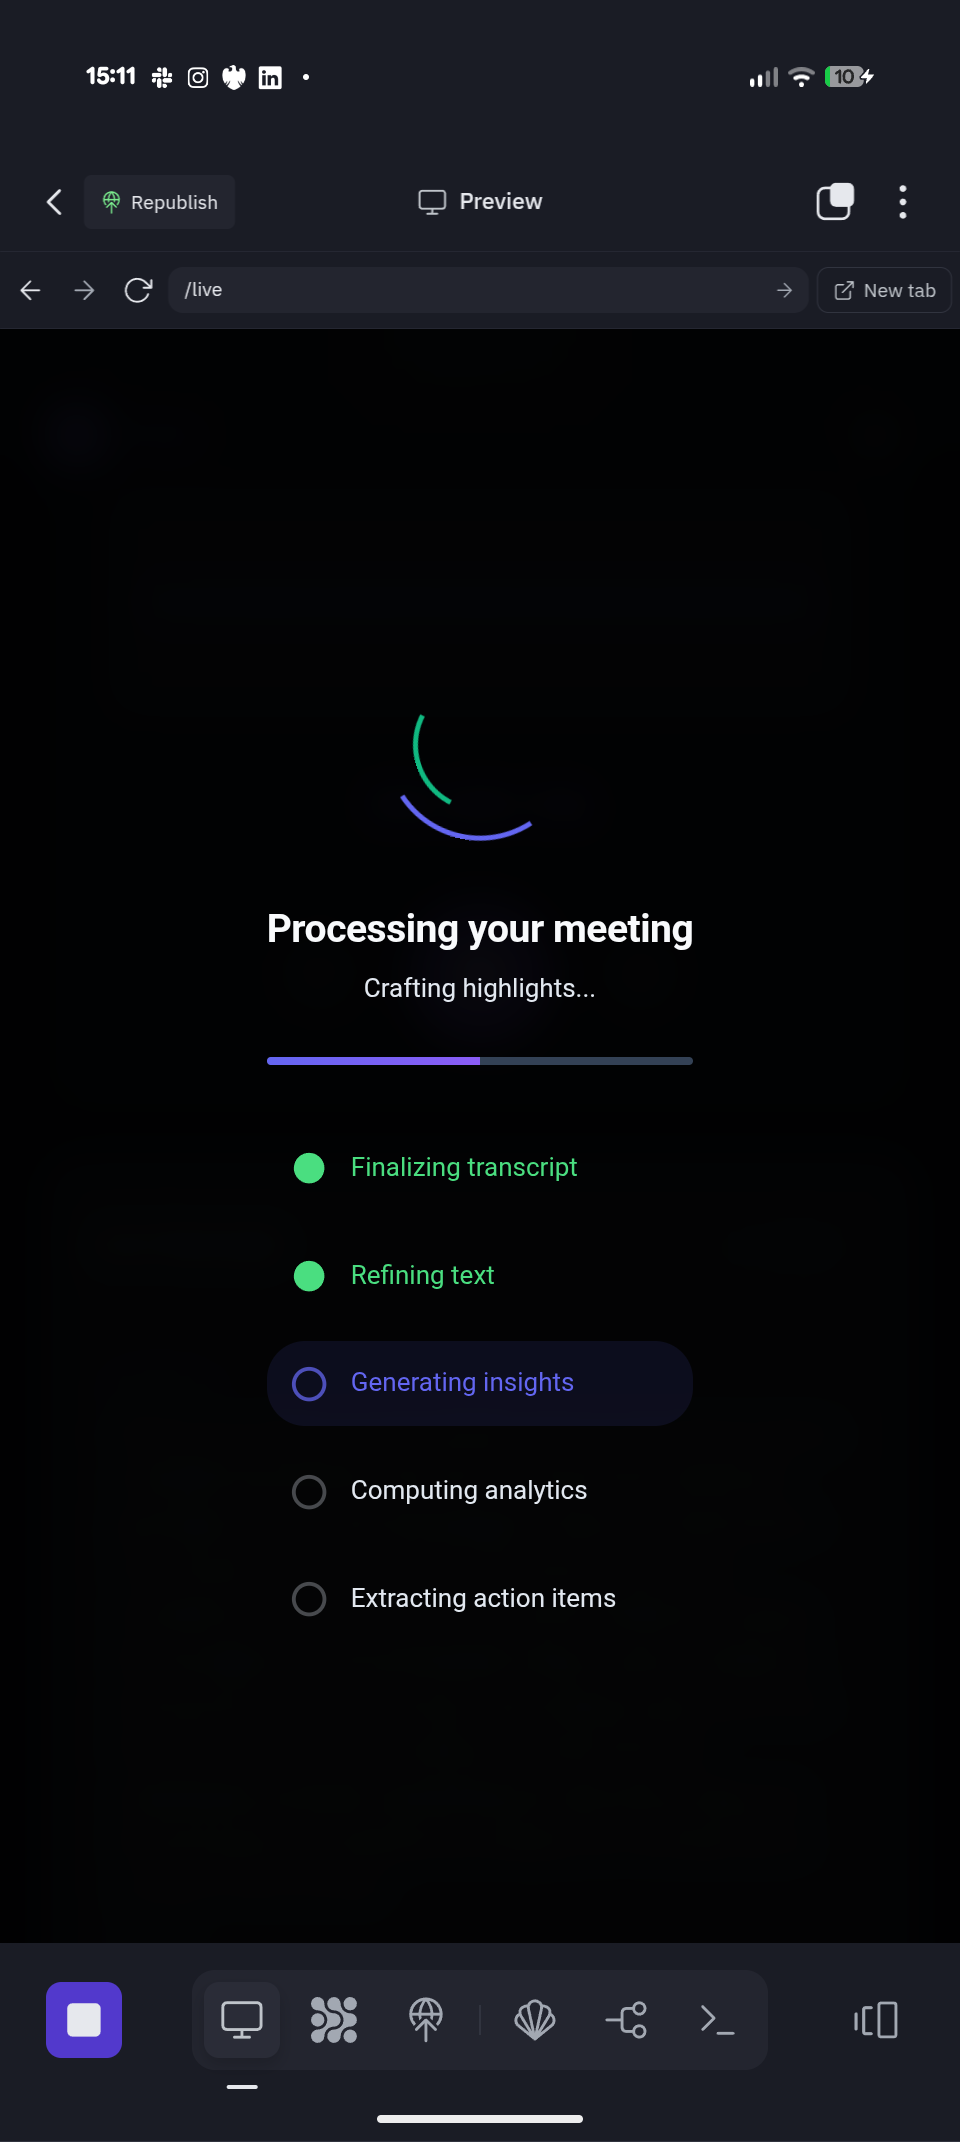 15:11
10
Republish
Preview
/live
New tab
Processing your meeting
Crafting highlights...
Finalizing transcript
Refining text
Generating insights
Computing analytics
Extracting action items